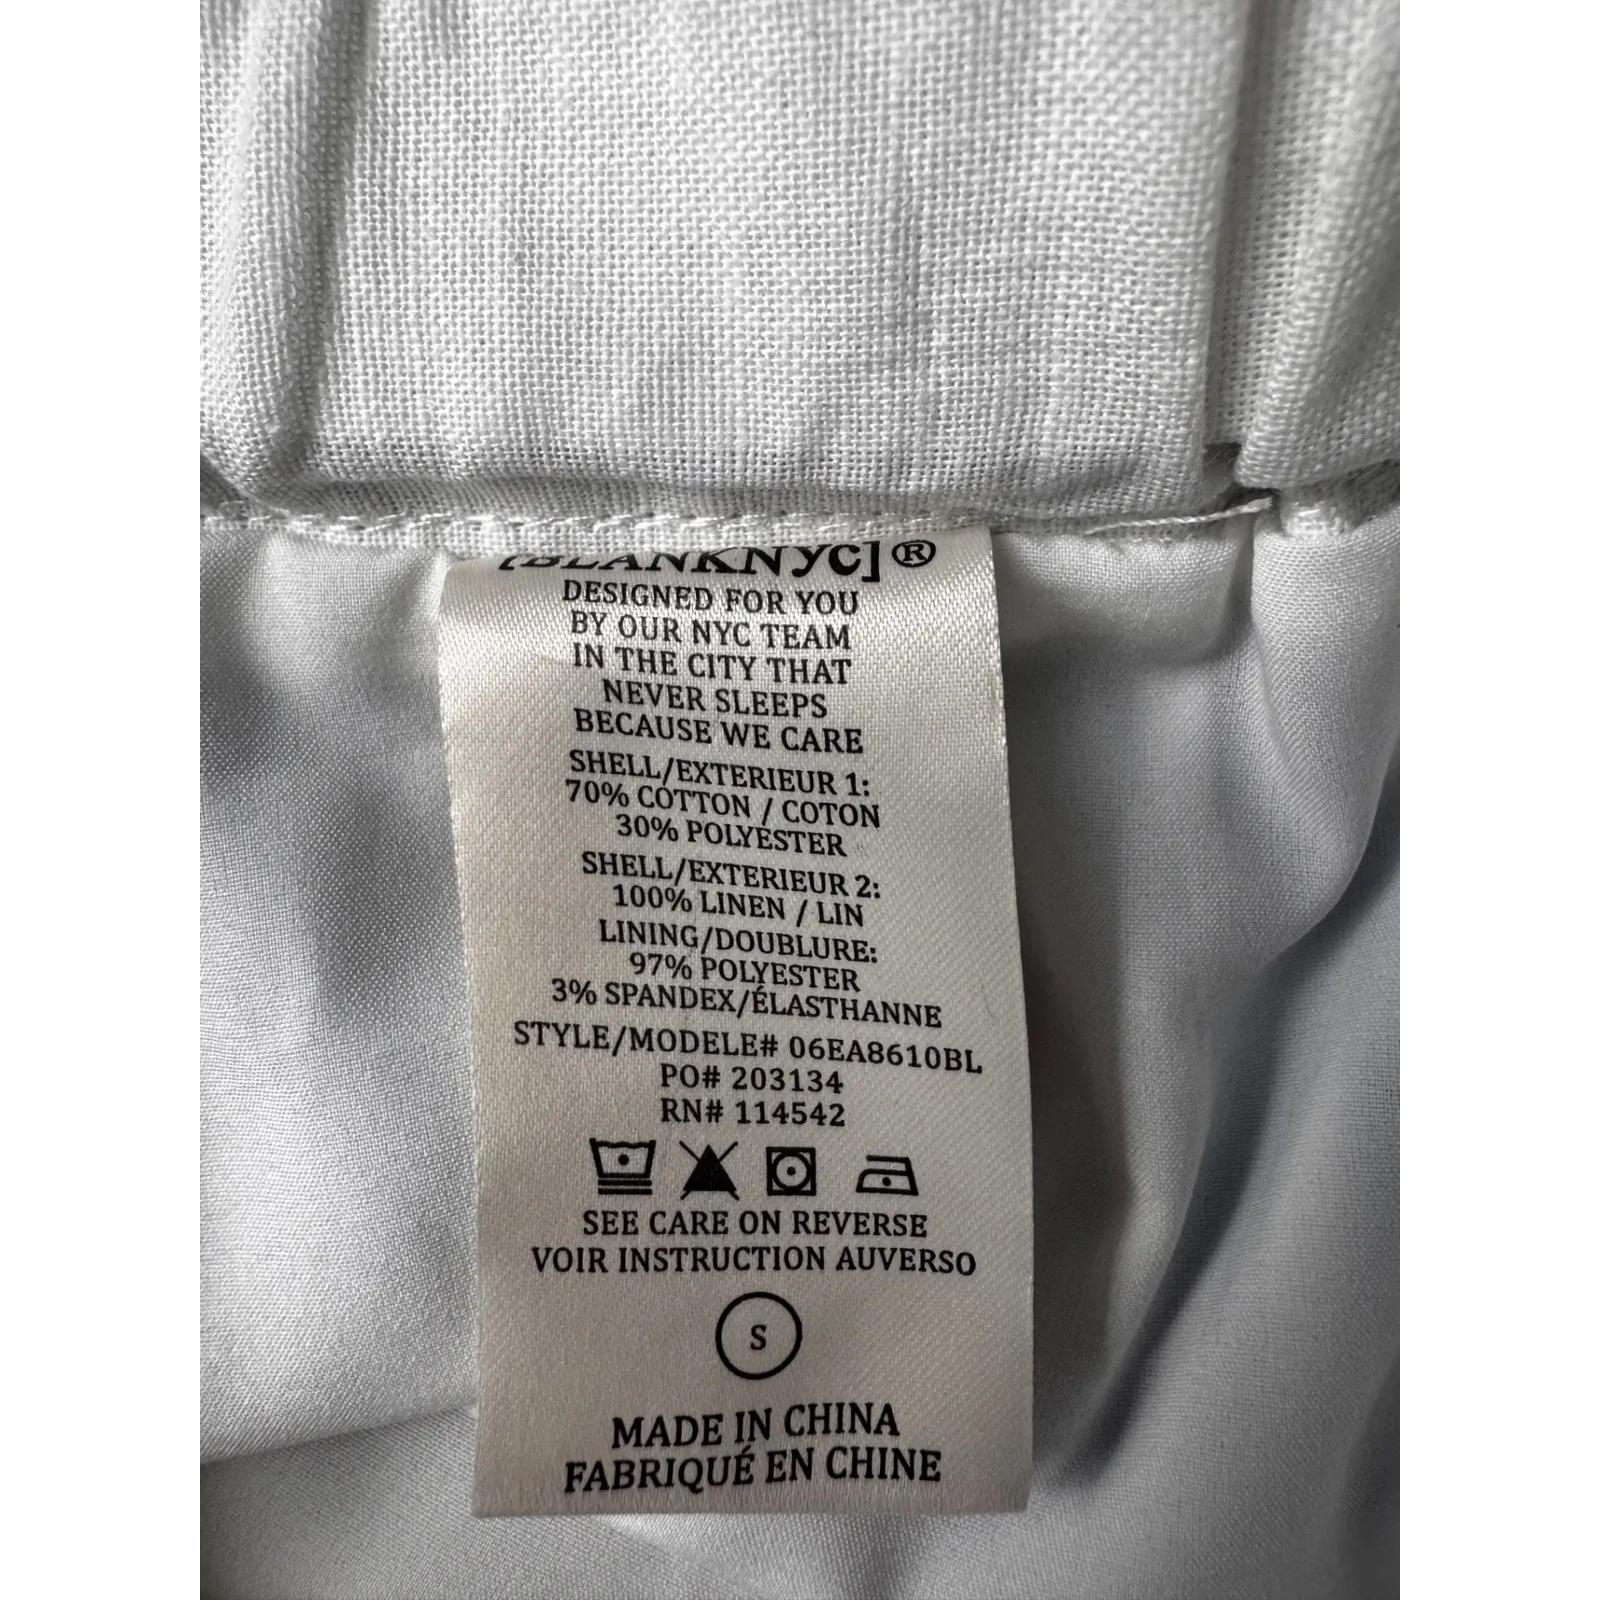 [BLANKNYC]®
DESIGNED FOR YOU
BY OUR NYC TEAM
IN THE CITY THAT
NEVER SLEEPS
BECAUSE WE CARE
SHELL/EXTERIEUR 1:
70% COTTON / COTON
30% POLYESTER
SHELL/EXTERIEUR 2:
100% LINEN / LIN
LINING/DOUBLURE:
97% POLYESTER
3% SPANDEX/ÉLASTHANNE
STYLE/MODELE# 06EA8610BL
PO# 203134
RN# 114542
SEE CARE ON REVERSE
VOIR INSTRUCTION AUVERSO
S
MADE IN CHINA
FABRIQUÉ EN CHINE